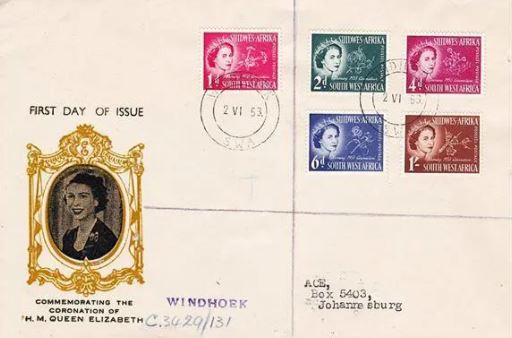 SUIDWES-AFRIKA
1d
SOUTH WEST AFRICA
SUIDWES-AFRIKA
2d
SOUTH WEST AFRICA
SUIDWES-AFRIKA
4d
SOUTH WEST AFRICA
2 VI 53
SWA
2 VI 53
FIRST DAY OF ISSUE
SUIDWES-AFRIKA
6d
SOUTH WEST AFRICA
SUIDWES-AFRIKA
1/-
SOUTH WEST AFRICA
COMMEMORATING THE
CORONATION OF
H. M. QUEEN ELIZABETH
WINDHOEK
C.3429/131
ACE,
Box 5403,
Johannesburg